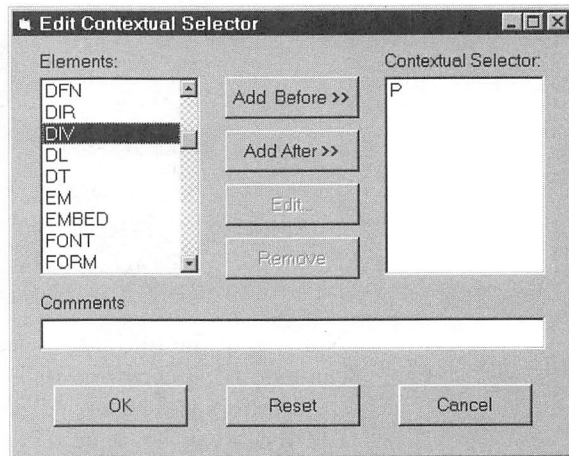 Edit Contextual Selector
Elements:
DFN
DIR
DIV
DL
DT
EM
EMBED
FONT
FORM
Add Before >>
Add After >>
Edit...
Remove
Contextual Selector:
P
Comments
OK
Reset
Cancel